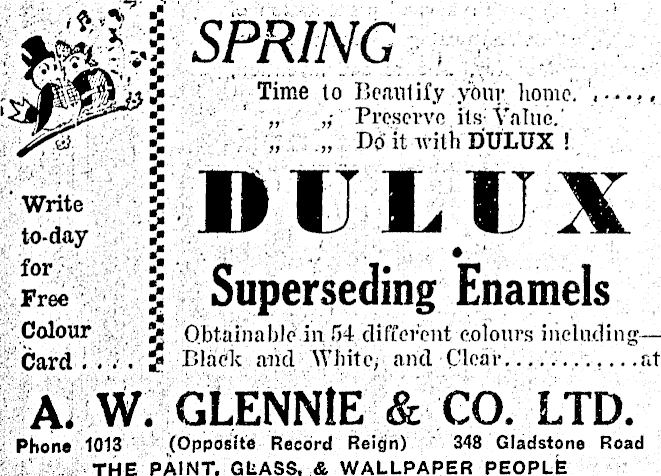 SPRING
Time to Beautify your home. ......
„ „ Preserve its Value.
„ „ Do it with DULUX !
DULUX
Superseding Enamels
Obtainable in 54 different colours including—
Black and White, and Clear............at
Write
to-day
for
Free
Colour
Card ....
A. W. GLENNIE & CO. LTD.
Phone 1013 (Opposite Record Reign) 348 Gladstone Road
THE PAINT, GLASS, & WALLPAPER PEOPLE